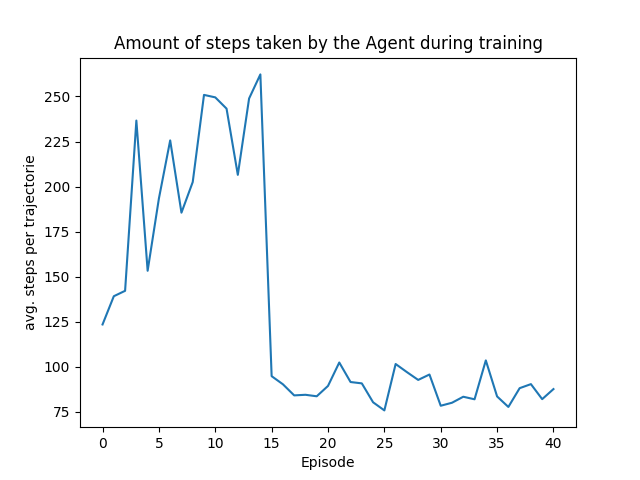 Amount of steps taken by the Agent during training
avg. steps per trajectorie
250
225
200
175
150
125
100
75
0 5 10 15 20 25 30 35 40
Episode